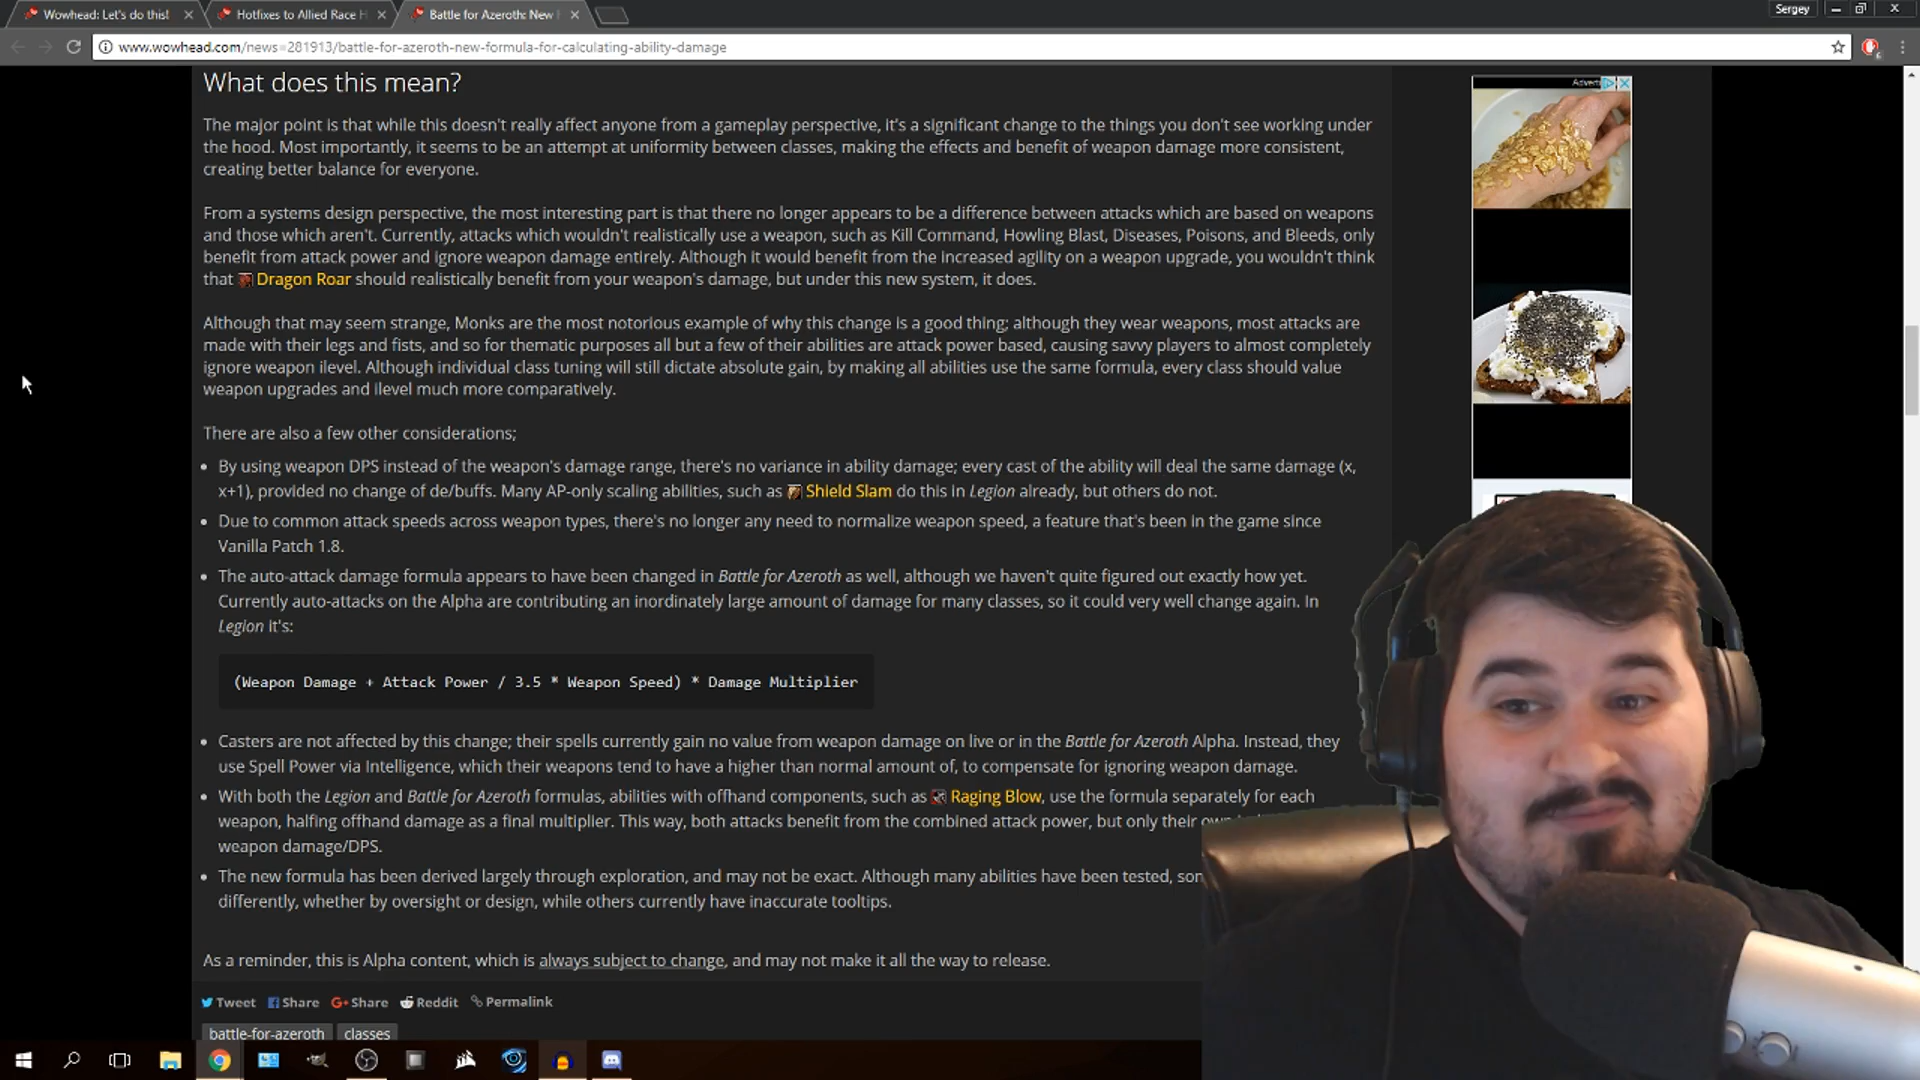 Wowhead: Let's do this!
Hotfixes to Allied Race H
Battle for Azeroth: New
Sergey
www.wowhead.com/news=281913/battle-for-azeroth-new-formula-for-calculating-ability-damage
What does this mean?
The major point is that while this doesn't really affect anyone from a gameplay perspective, it's a significant change to the things you don't see working under
the hood. Most importantly, it seems to be an attempt at uniformity between classes, making the effects and benefit of weapon damage more consistent,
creating better balance for everyone.
From a systems design perspective, the most interesting part is that there no longer appears to be a difference between attacks which are based on weapons
and those which aren't. Currently, attacks which wouldn't realistically use a weapon, such as Kill Command, Howling Blast, Diseases, Poisons, and Bleeds, only
benefit from attack power and ignore weapon damage entirely. Although it would benefit from the increased agility on a weapon upgrade, you wouldn't think
that Dragon Roar should realistically benefit from your weapon's damage, but under this new system, it does.
Although that may seem strange, Monks are the most notorious example of why this change is a good thing; although they wear weapons, most attacks are
made with their legs and fists, and so for thematic purposes all but a few of their abilities are attack power based, causing savvy players to almost completely
ignore weapon ilevel. Although individual class tuning will still dictate absolute gain, by making all abilities use the same formula, every class should value
weapon upgrades and ilevel much more comparatively.
There are also a few other considerations;
• By using weapon DPS instead of the weapon's damage range, there's no variance in ability damage; every cast of the ability will deal the same damage (x,
x+1), provided no change of de/buffs. Many AP-only scaling abilities, such as Shield Slam do this in Legion already, but others do not.
• Due to common attack speeds across weapon types, there's no longer any need to normalize weapon speed, a feature that's been in the game since
Vanilla Patch 1.8.
• The auto-attack damage formula appears to have been changed in Battle for Azeroth as well, although we haven't quite figured out exactly how yet.
Currently auto-attacks on the Alpha are contributing an inordinately large amount of damage for many classes, so it could very well change again. In
Legion it's:
(Weapon Damage + Attack Power / 3.5 * Weapon Speed) * Damage Multiplier
• Casters are not affected by this change; their spells currently gain no value from weapon damage on live or in the Battle for Azeroth Alpha. Instead, they
use Spell Power via Intelligence, which their weapons tend to have a higher than normal amount of, to compensate for ignoring weapon damage.
• With both the Legion and Battle for Azeroth formulas, abilities with offhand components, such as Raging Blow, use the formula separately for each
weapon, halfing offhand damage as a final multiplier. This way, both attacks benefit from the combined attack power, but only their own
weapon damage/DPS.
• The new formula has been derived largely through exploration, and may not be exact. Although many abilities have been tested,
differently, whether by oversight or design, while others currently have inaccurate tooltips.
As a reminder, this is Alpha content, which is always subject to change, and may not make it all the way to release.
Tweet Share Share Reddit Permalink
battle-for-azeroth classes